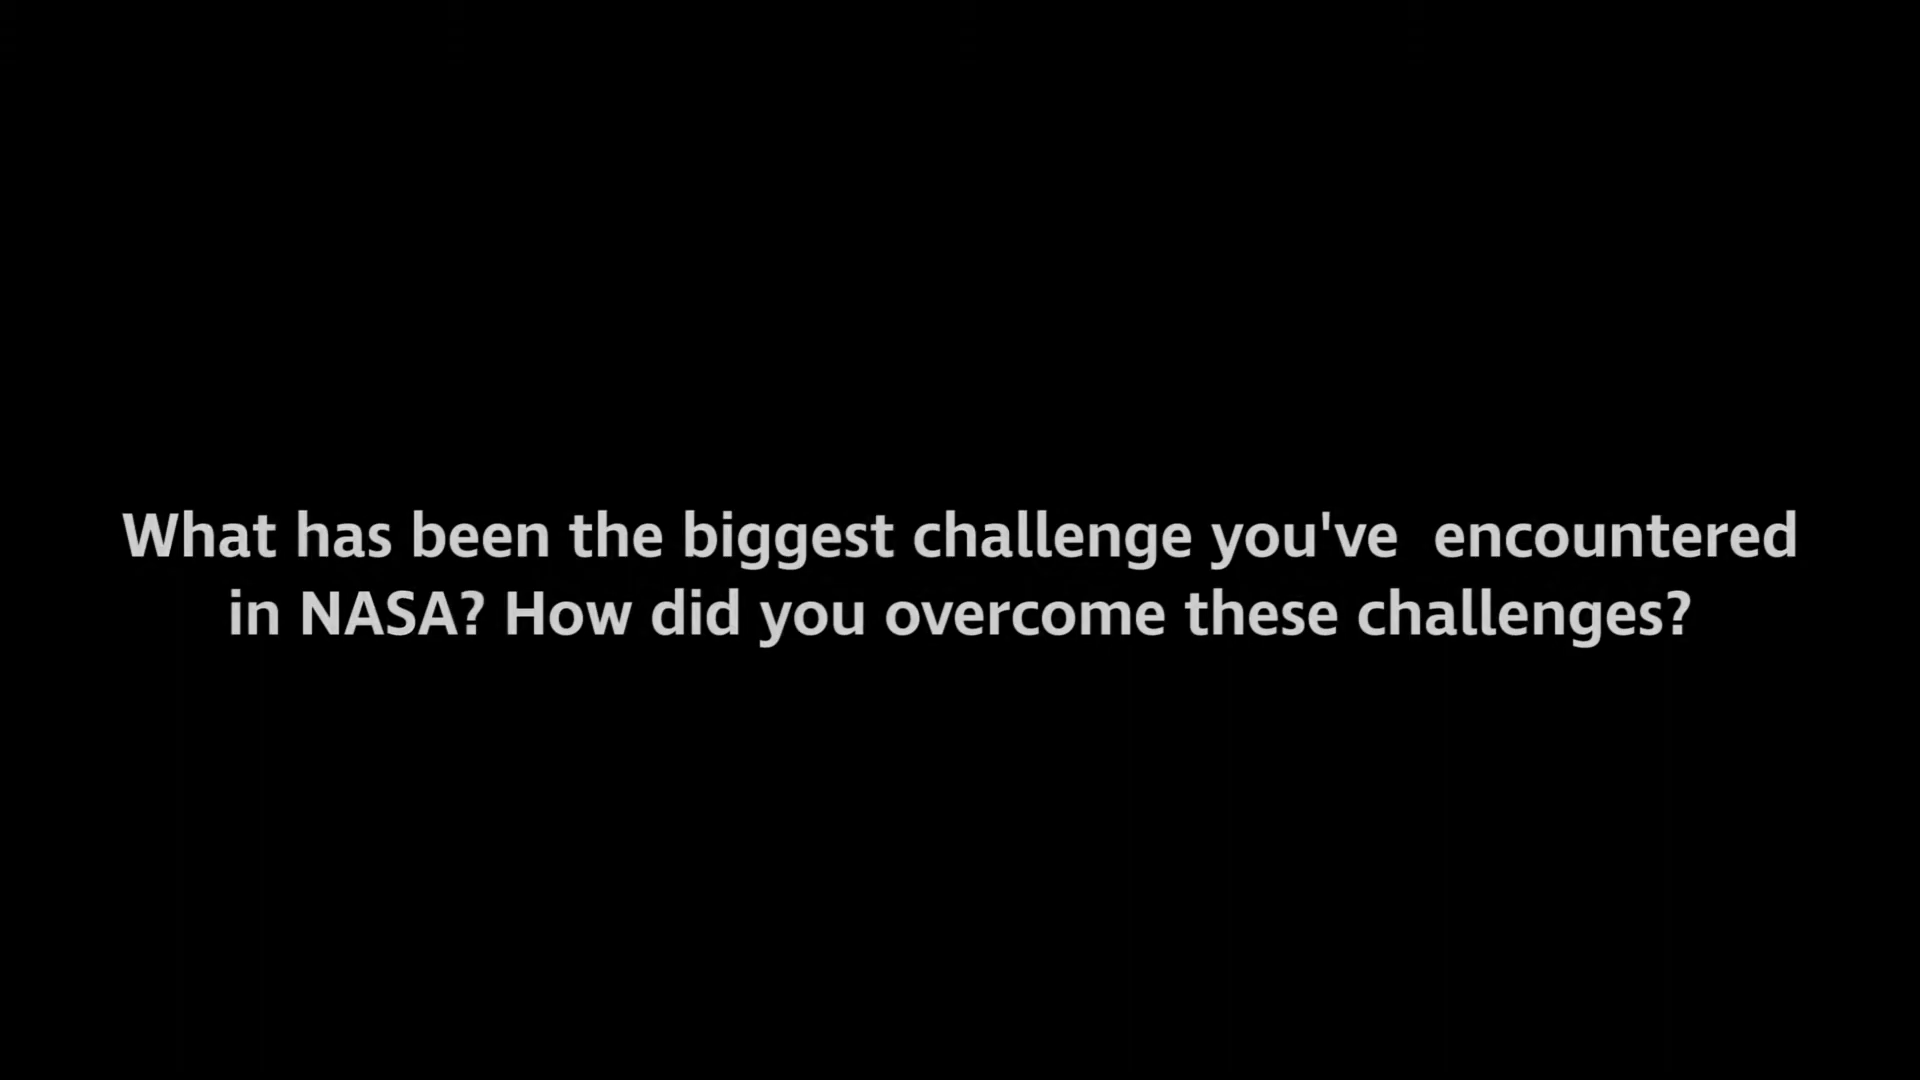 What has been the biggest challenge you've  encountered
in NASA? How did you overcome these challenges?